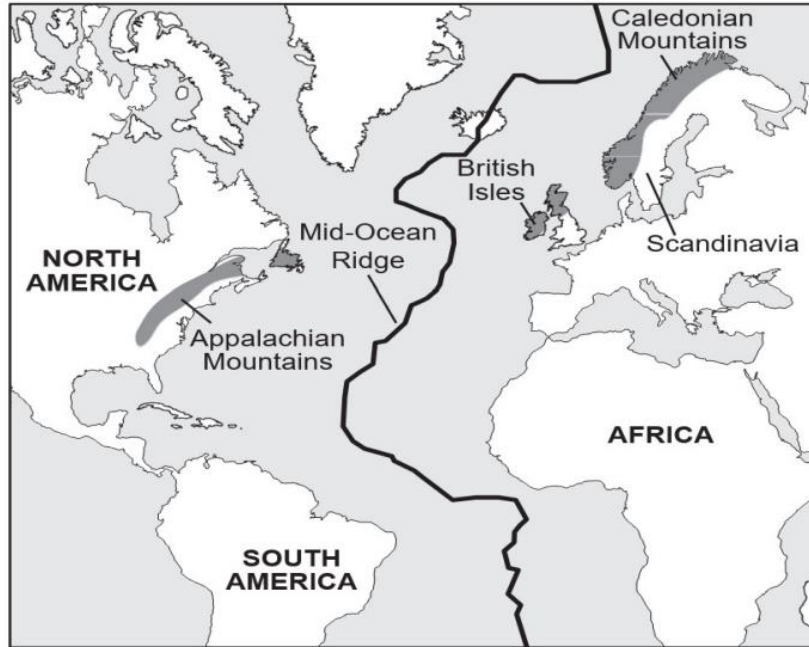 Caledonian
Mountains
British
Isles
Mid-Ocean
Ridge
Scandinavia
NORTH
AMERICA
Appalachian
Mountains
AFRICA
SOUTH
AMERICA